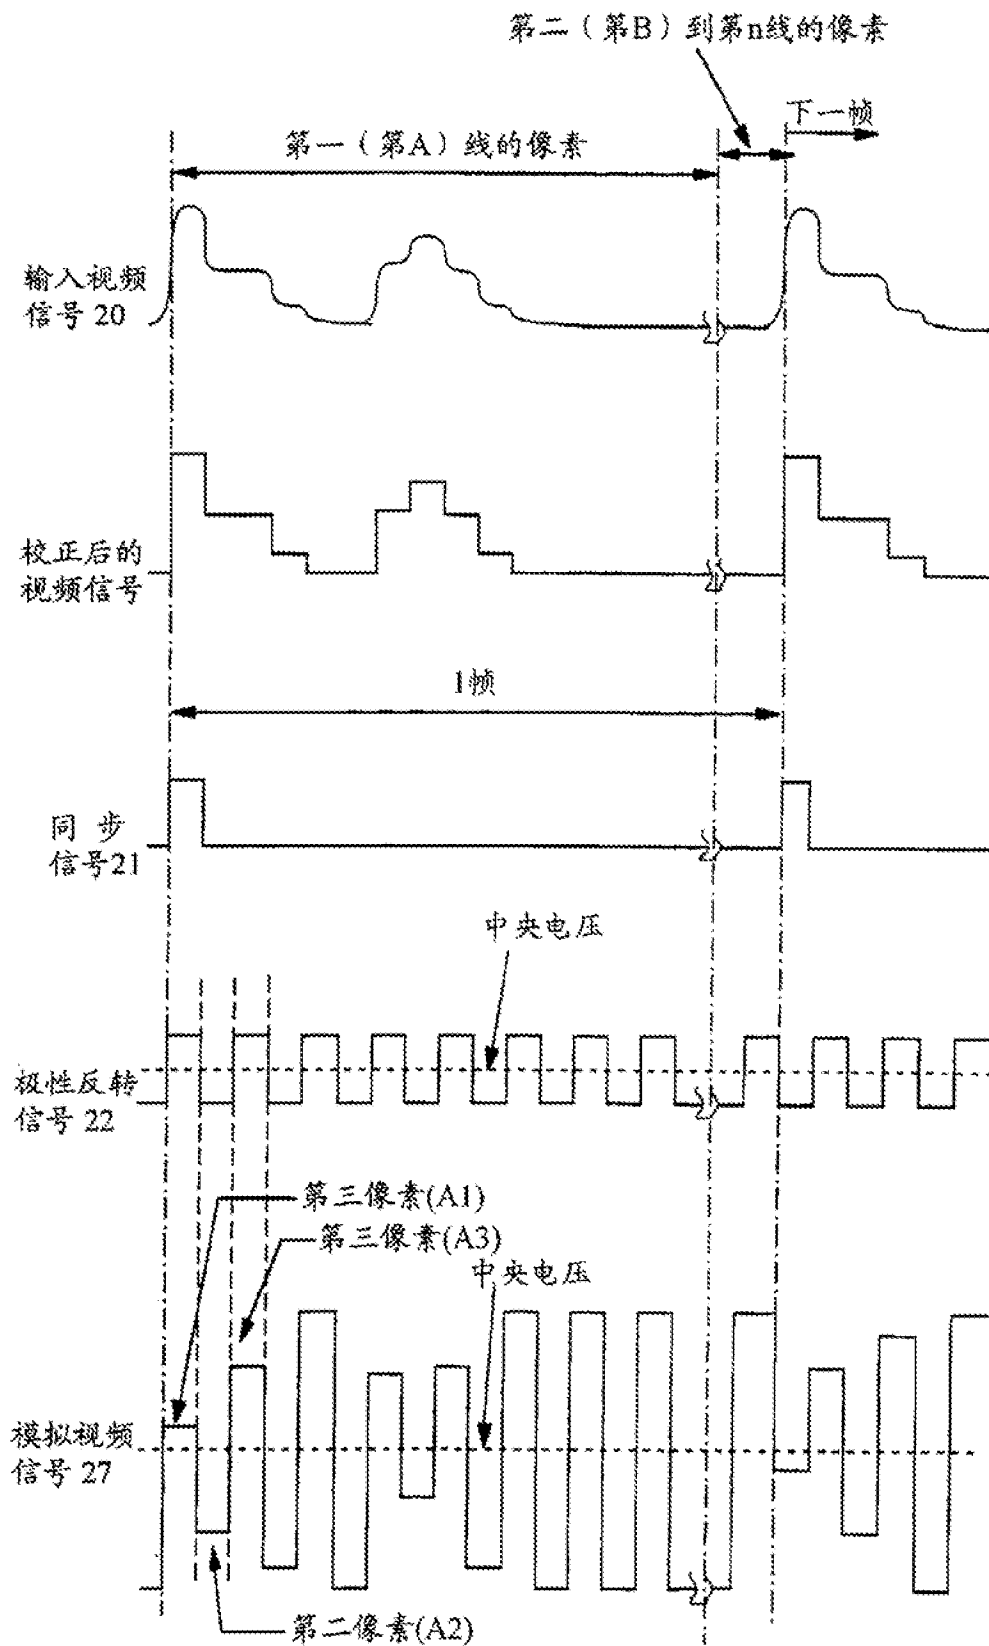 第二（第B）到第n线的像素
下一帧
第一（第A）线的像素
输入视频
信号 20
校正后的
视频信号
1帧
同 步
信号21
中央电压
极性反转
信号 22
第三像素(A1)
第三像素(A3)
中央电压
模拟视频
信号 27
第二像素(A2)